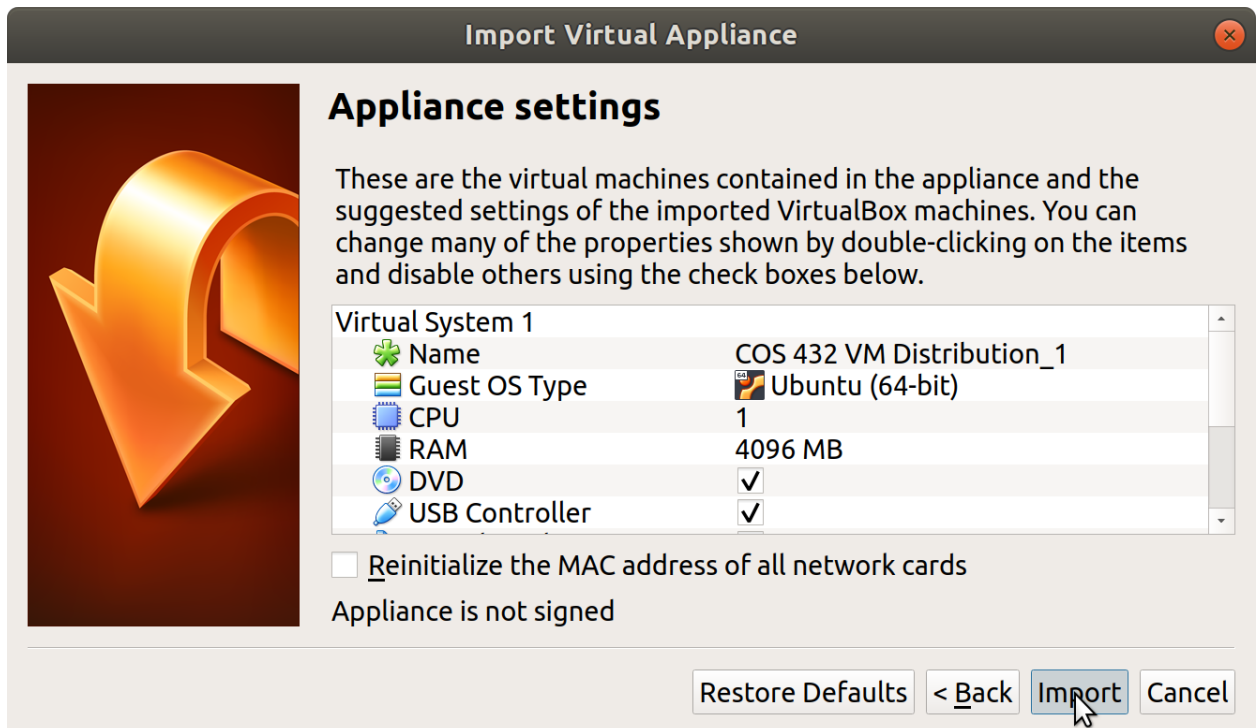 Import Virtual Appliance
Appliance settings
These are the virtual machines contained in the appliance and the
suggested settings of the imported VirtualBox machines. You can
change many of the properties shown by double-clicking on the items
and disable others using the check boxes below.
Virtual System 1
Name COS 432 VM Distribution_1
Guest OS Type 64 Ubuntu (64-bit)
CPU 1
RAM 4096 MB
DVD
USB Controller
Reinitialize the MAC address of all network cards
Appliance is not signed
Restore Defaults < Back Import Cancel